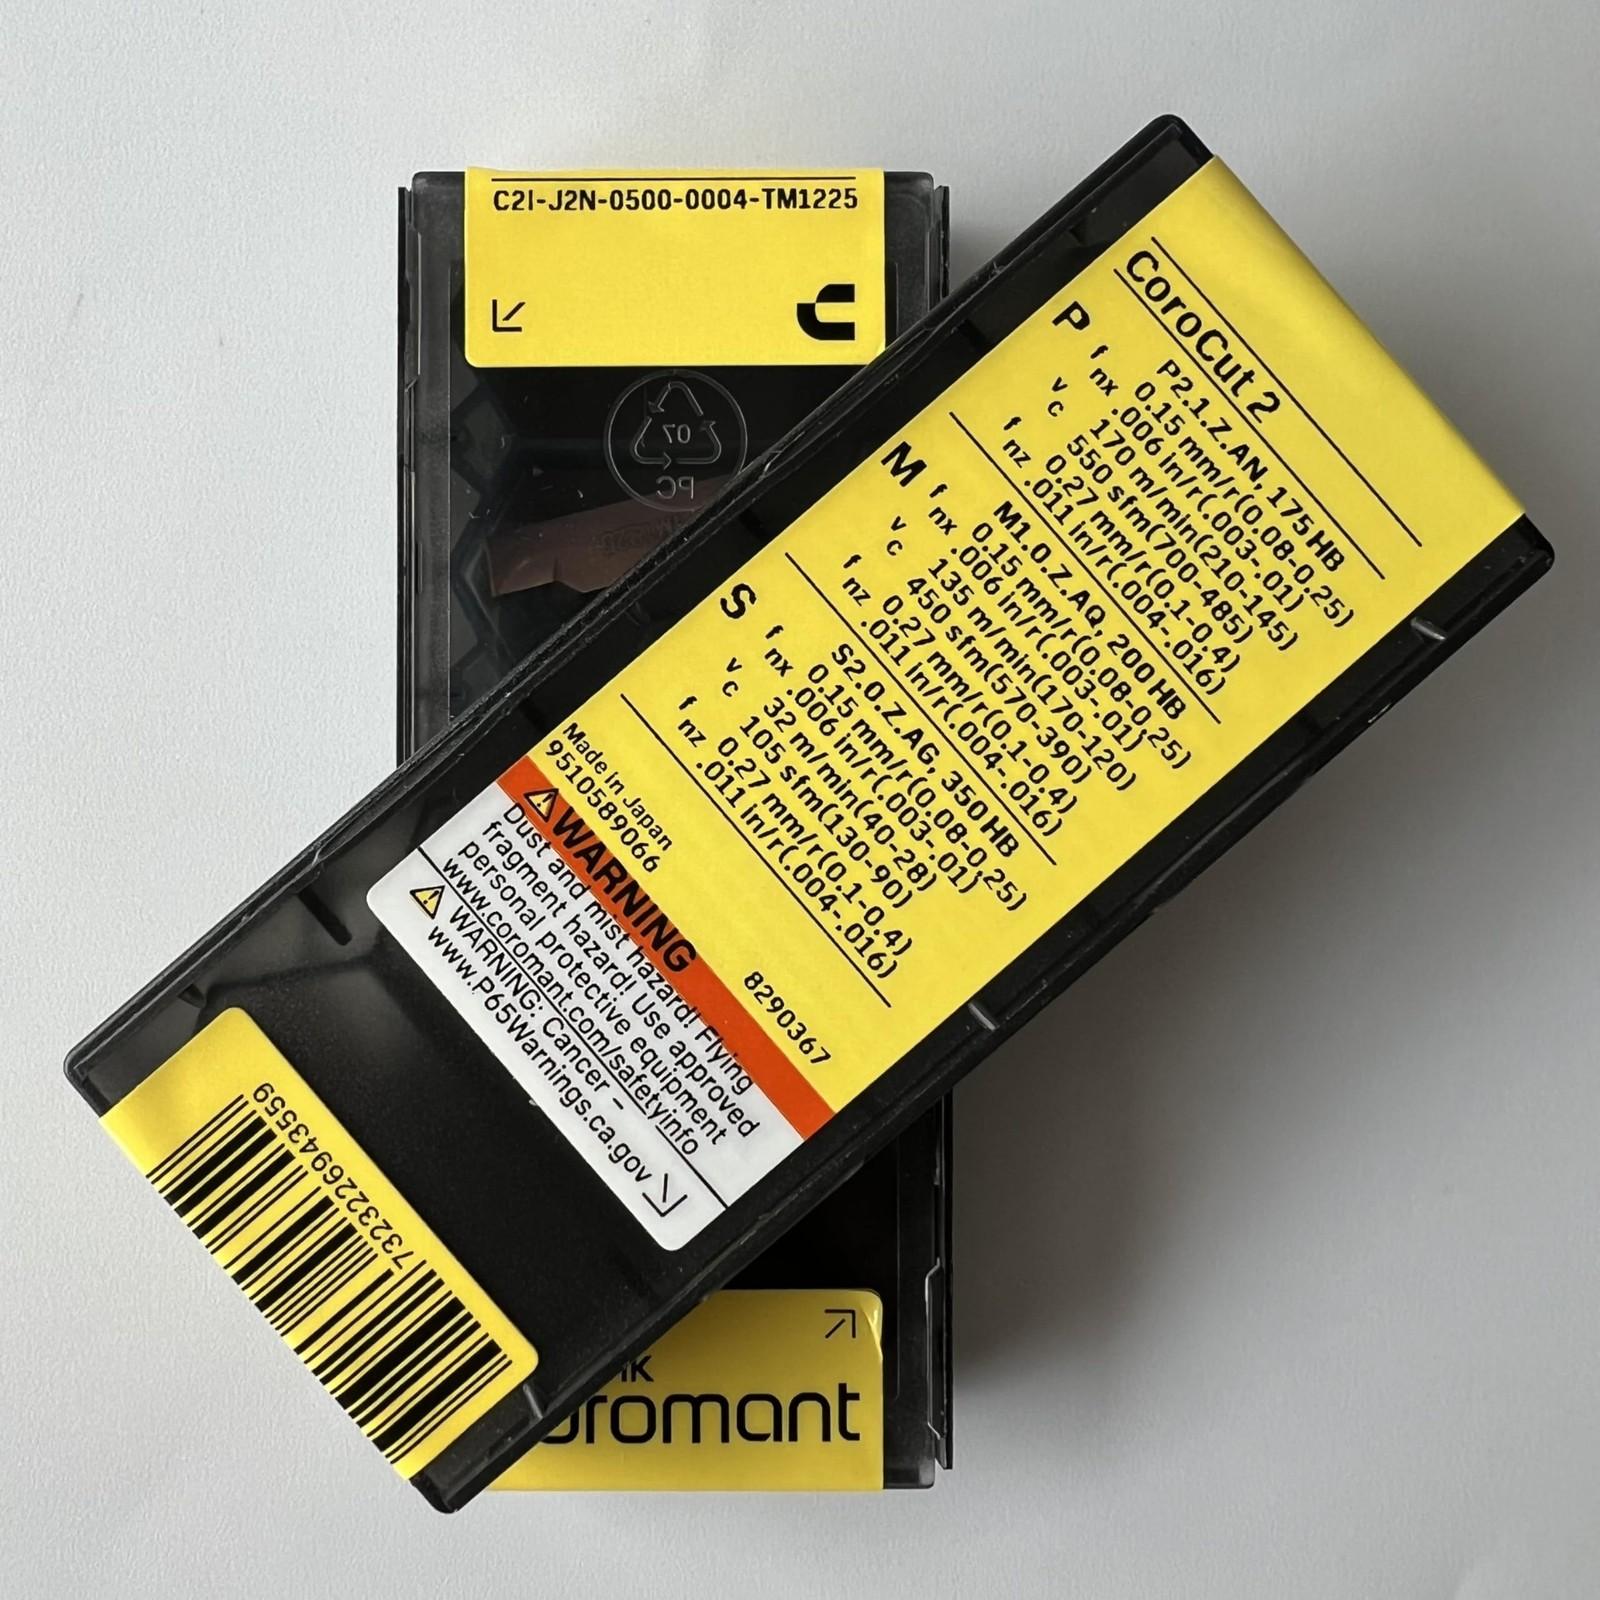 C2I-J2N-0500-0004-TM1225
07
PC
CoroCut 2
P P2.1.Z.AN, 175 HB
fnx 0.15 mm/r(0.08-0.25)
.006 in/r(.003-.01)
vc 170 m/min(210-145)
550 sfm(700-485)
fnz 0.27 mm/r(0.1-0.4)
.011 in/r(.004-.016)
M M1.0.Z.AQ, 200 HB
fnx 0.15 mm/r(0.08-0.25)
.006 in/r(.003-.01)
vc 135 m/min(170-120)
450 sfm(570-390)
fnz 0.27 mm/r(0.1-0.4)
.011 in/r(.004-.016)
S S2.0.Z.AG, 350 HB
fnx 0.15 mm/r(0.08-0.25)
.006 in/r(.003-.01)
vc 32 m/min(40-28)
105 sfm(130-90)
fnz 0.27 mm/r(0.1-0.4)
.011 in/r(.004-.016)
Made in Japan
9510589066 8290367
WARNING
Dust and mist hazard! Flying
fragment hazard! Use approved
personal protective equipment
www.coromant.com/safetyinfo
WARNING: Cancer –
www.P65Warnings.ca.gov
7323226943559
oromant